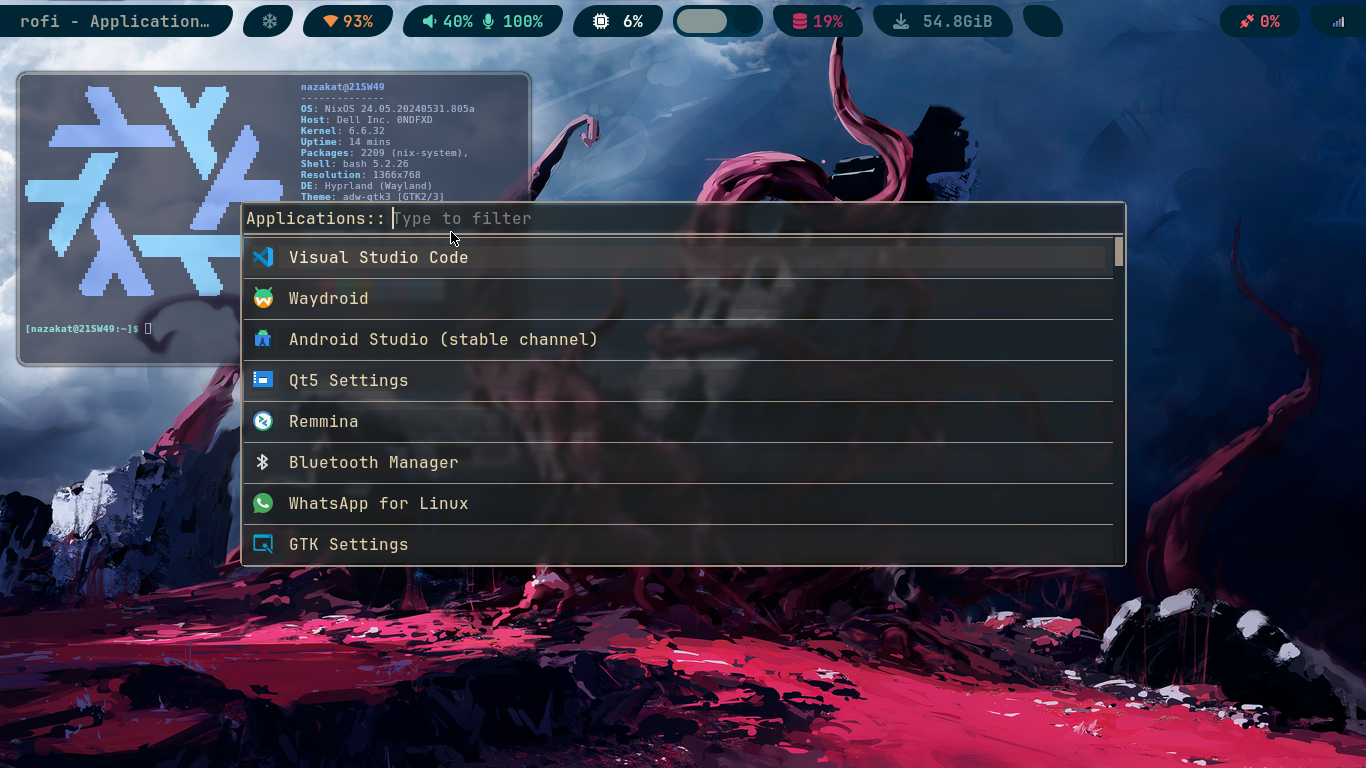 rofi - Application…
93%
40% 100%
6%
19%
54.8GiB
0%
nazakat@21SW49
--------------
OS: NixOS 24.05.20240531.805a
Host: Dell Inc. 0NDFXD
Kernel: 6.6.32
Uptime: 14 mins
Packages: 2209 (nix-system),
Shell: bash 5.2.26
Resolution: 1366x768
DE: Hyprland (Wayland)
Theme: adw-gtk3 [GTK2/3]
[nazakat@21SW49:~]$
Applications:: Type to filter
Visual Studio Code
Waydroid
Android Studio (stable channel)
Qt5 Settings
Remmina
Bluetooth Manager
WhatsApp for Linux
GTK Settings